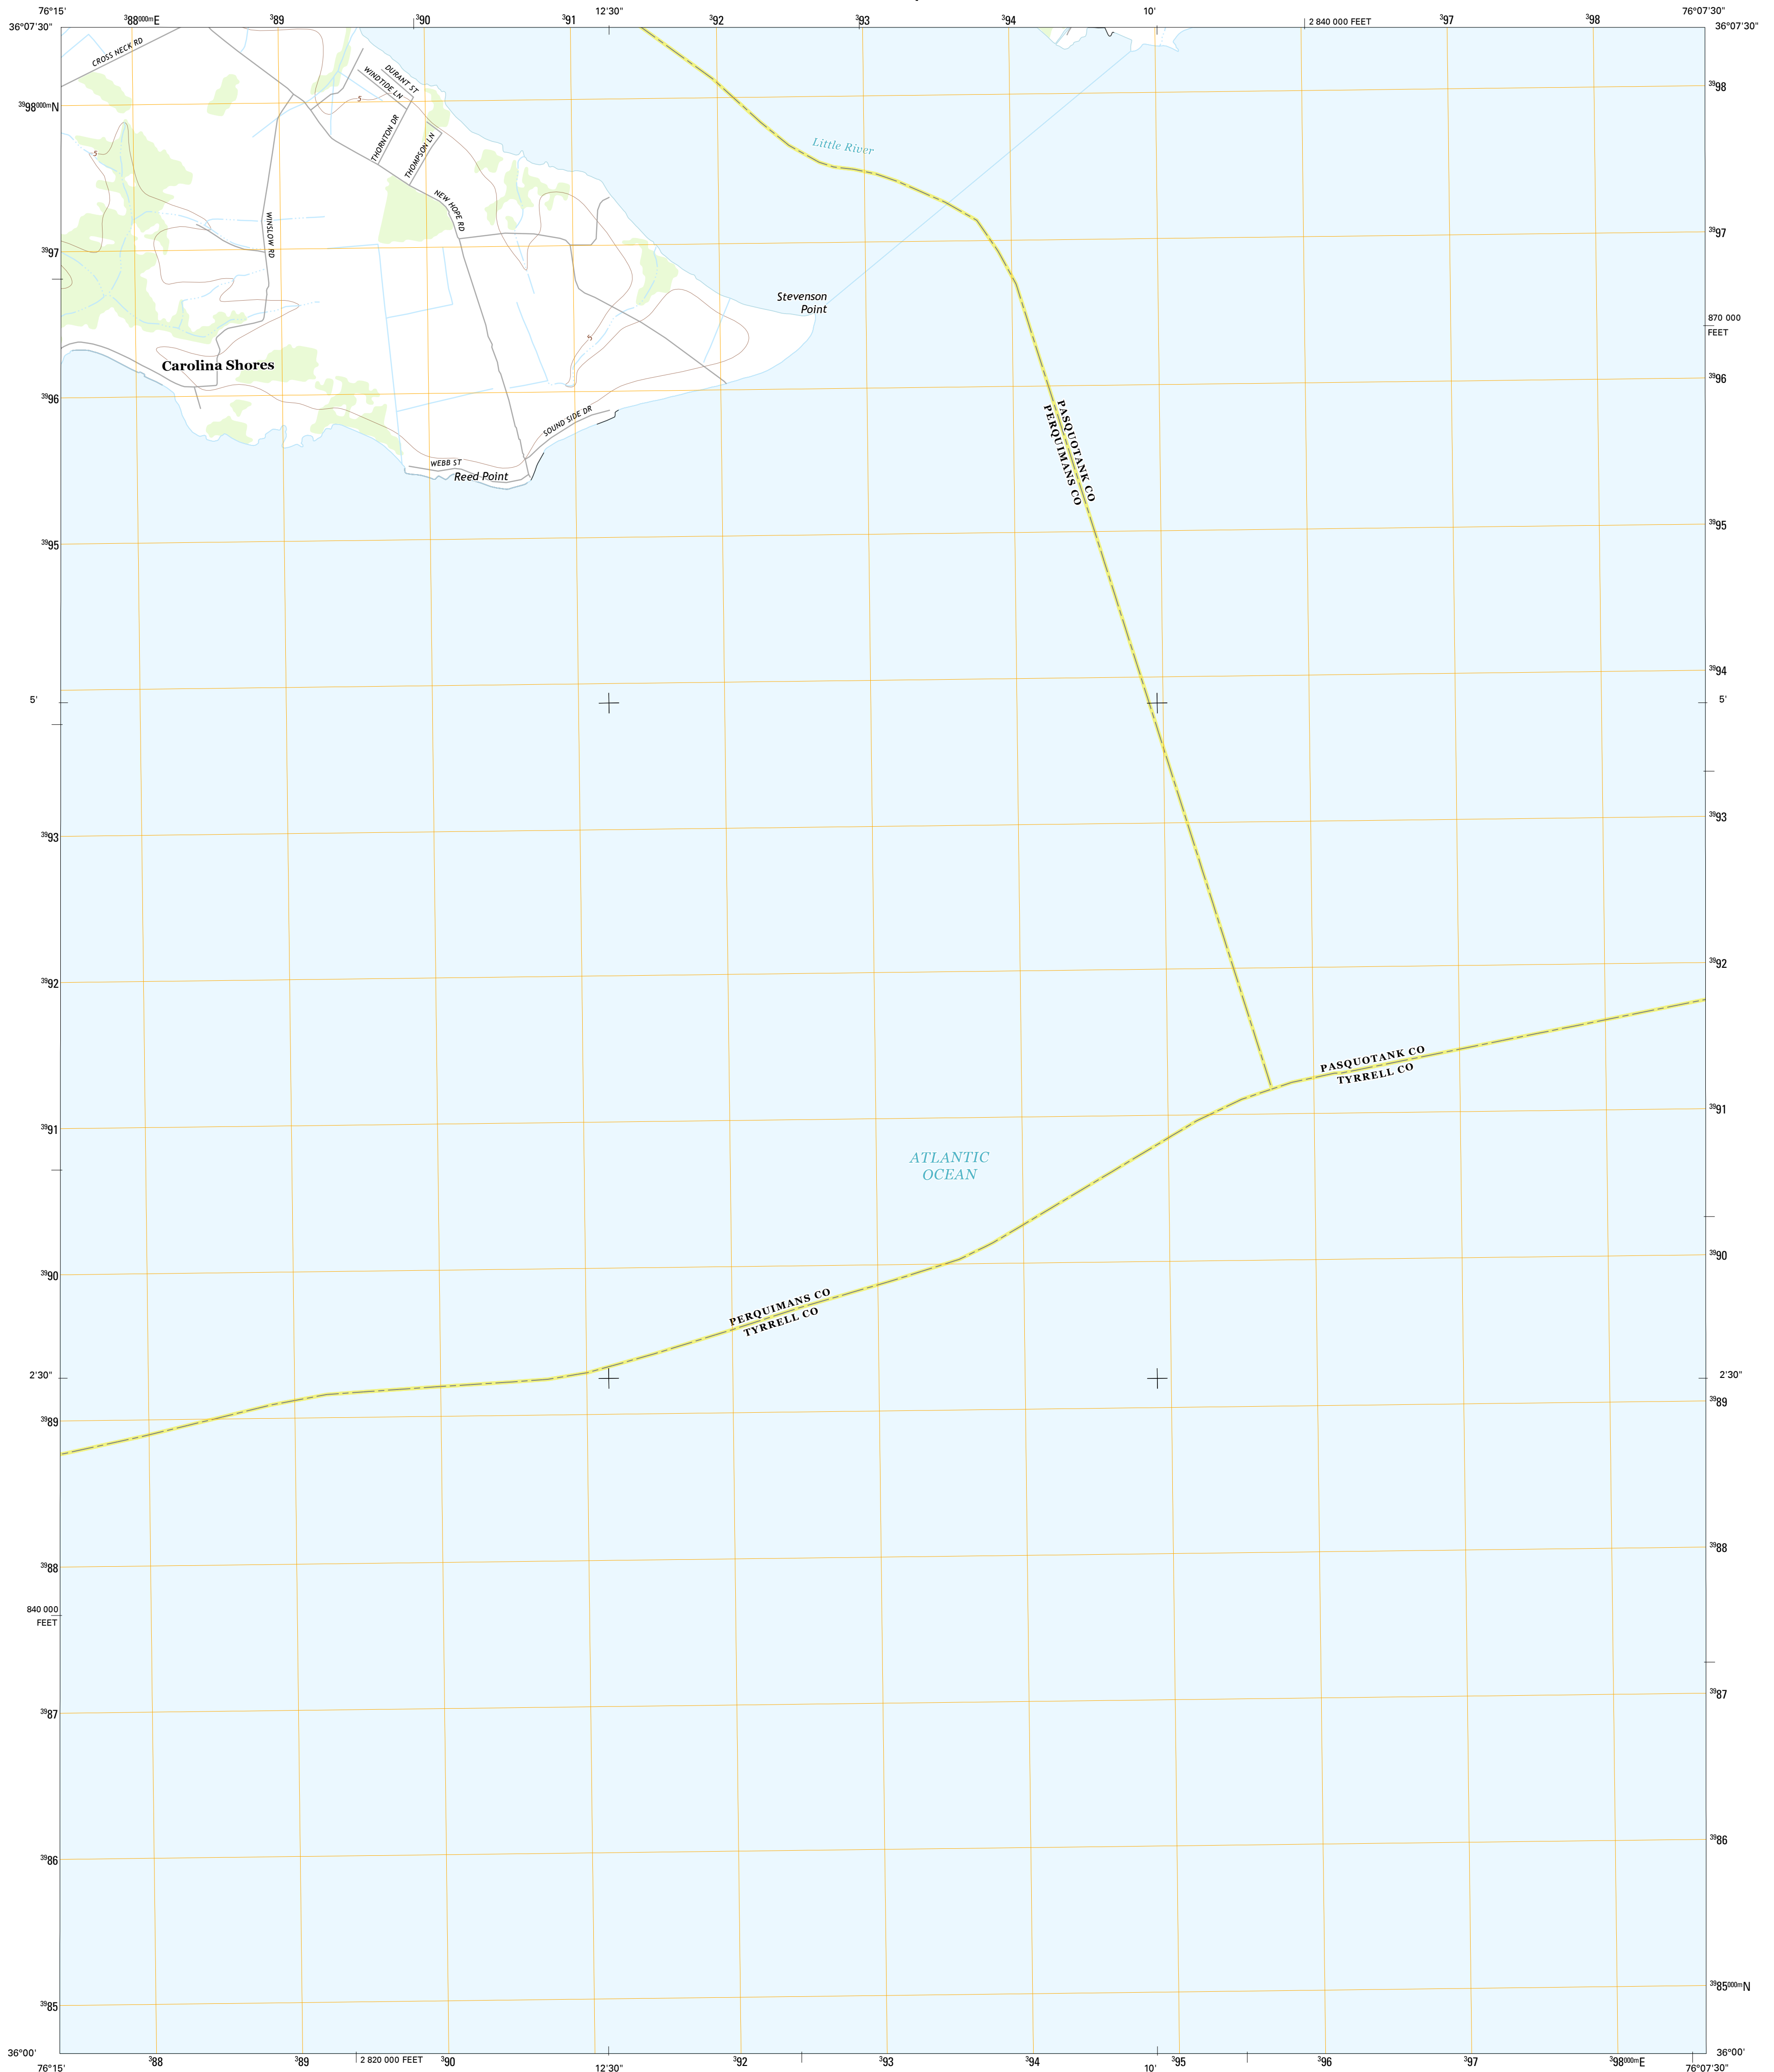 76°15'
³88⁰⁰⁰ᵐE
³89
³90
³91
12'30"
³92
³93
³94
10'
2 840 000 FEET
³97
³98
76°07'30"
36°07'30"
36°07'30"
CROSS NECK RD
DURANT ST
WINDTIDE LN
5
THORNTON DR
THOMPSON LN
³⁹98⁰⁰⁰ᵐN
³⁹98
Little River
5
NEW HOPE RD
WINSLOW RD
³⁹97
³⁹97
Stevenson
Point
870 000
FEET
5
Carolina Shores
³⁹96
³⁹96
SOUND SIDE DR
WEBB ST
Reed Point
PASQUOTANK CO
PERQUIMANS CO
³⁹95
³⁹95
³⁹94
5'
5'
³⁹93
³⁹93
³⁹92
³⁹92
PASQUOTANK CO
TYRRELL CO
³⁹91
³⁹91
ATLANTIC
OCEAN
³⁹90
³⁹90
PERQUIMANS CO
TYRRELL CO
2'30"
2'30"
³⁹89
³⁹89
³⁹88
³⁹88
840 000
FEET
³⁹87
³⁹87
³⁹86
³⁹86
³⁹85
³⁹85⁰⁰⁰ᵐN
36°00'
36°00'
76°15'
³88
³89
2 820 000 FEET
³90
12'30"
³92
³93
³94
10'
³95
³96
³97
³98⁰⁰⁰ᵐE
76°07'30"